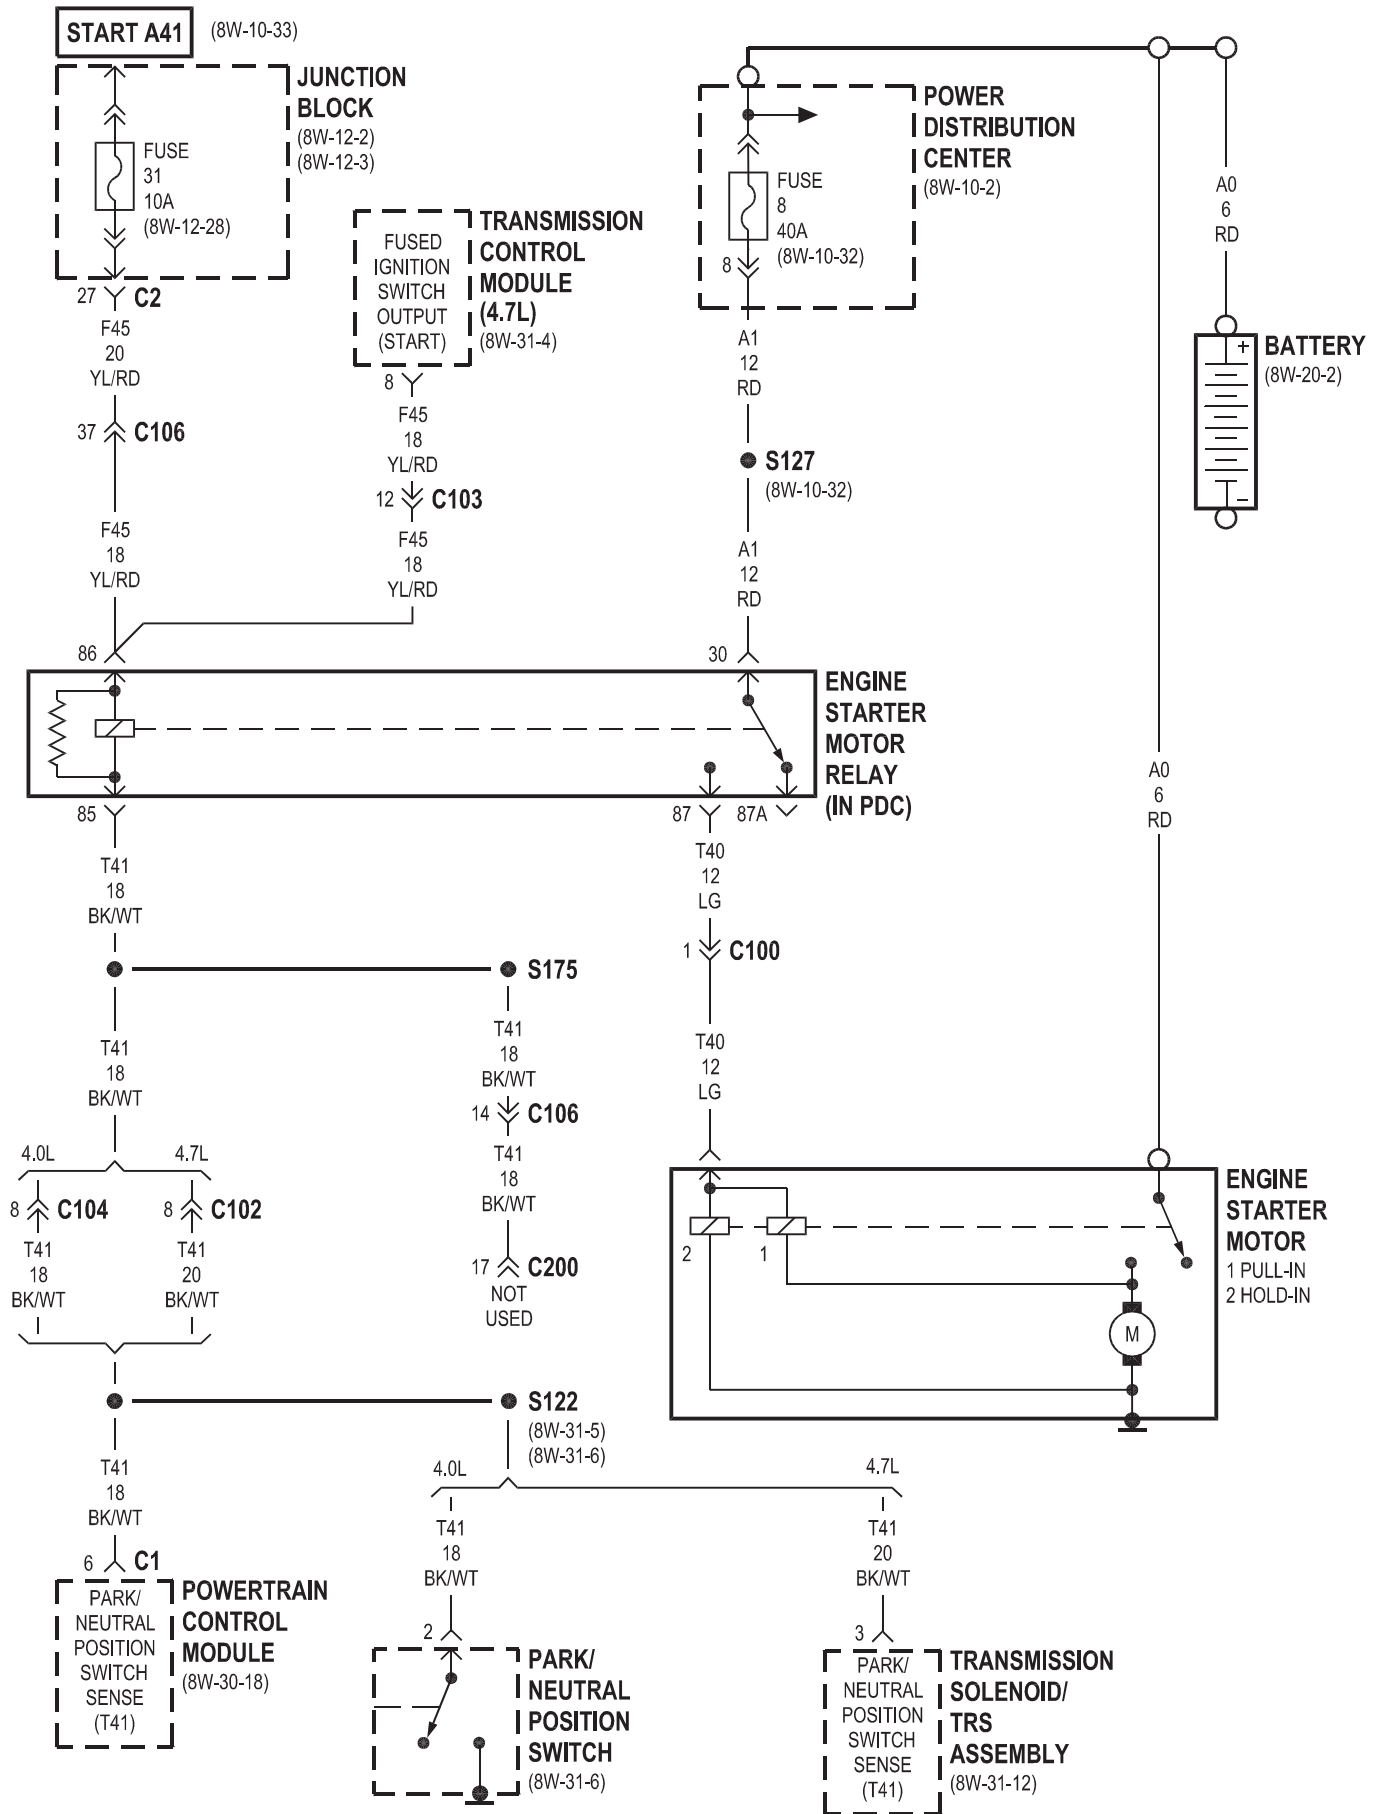 START A41
(8W-10-33)
JUNCTION
BLOCK
(8W-12-2)
(8W-12-3)
FUSE
31
10A
(8W-12-28)
27
C2
F45
20
YL/RD
37
C106
F45
18
YL/RD
FUSED
IGNITION
SWITCH
OUTPUT
(START)
TRANSMISSION
CONTROL
MODULE
(4.7L)
(8W-31-4)
8
F45
18
YL/RD
12
C103
F45
18
YL/RD
POWER
DISTRIBUTION
CENTER
(8W-10-2)
FUSE
8
40A
(8W-10-32)
8
A1
12
RD
S127
(8W-10-32)
A1
12
RD
A0
6
RD
+
BATTERY
(8W-20-2)
−
86
30
ENGINE
STARTER
MOTOR
RELAY
(IN PDC)
85
87
87A
A0
6
RD
T41
18
BK/WT
T40
12
LG
1
C100
S175
T41
18
BK/WT
T41
18
BK/WT
T40
12
LG
14
C106
T41
18
BK/WT
17
C200
NOT
USED
4.0L
4.7L
8
C104
8
C102
T41
18
BK/WT
T41
20
BK/WT
ENGINE
STARTER
MOTOR
1 PULL-IN
2 HOLD-IN
2
1
M
S122
(8W-31-5)
(8W-31-6)
T41
18
BK/WT
6
C1
PARK/
NEUTRAL
POSITION
SWITCH
SENSE
(T41)
POWERTRAIN
CONTROL
MODULE
(8W-30-18)
4.0L
4.7L
T41
18
BK/WT
T41
20
BK/WT
2
PARK/
NEUTRAL
POSITION
SWITCH
(8W-31-6)
3
PARK/
NEUTRAL
POSITION
SWITCH
SENSE
(T41)
TRANSMISSION
SOLENOID/
TRS
ASSEMBLY
(8W-31-12)